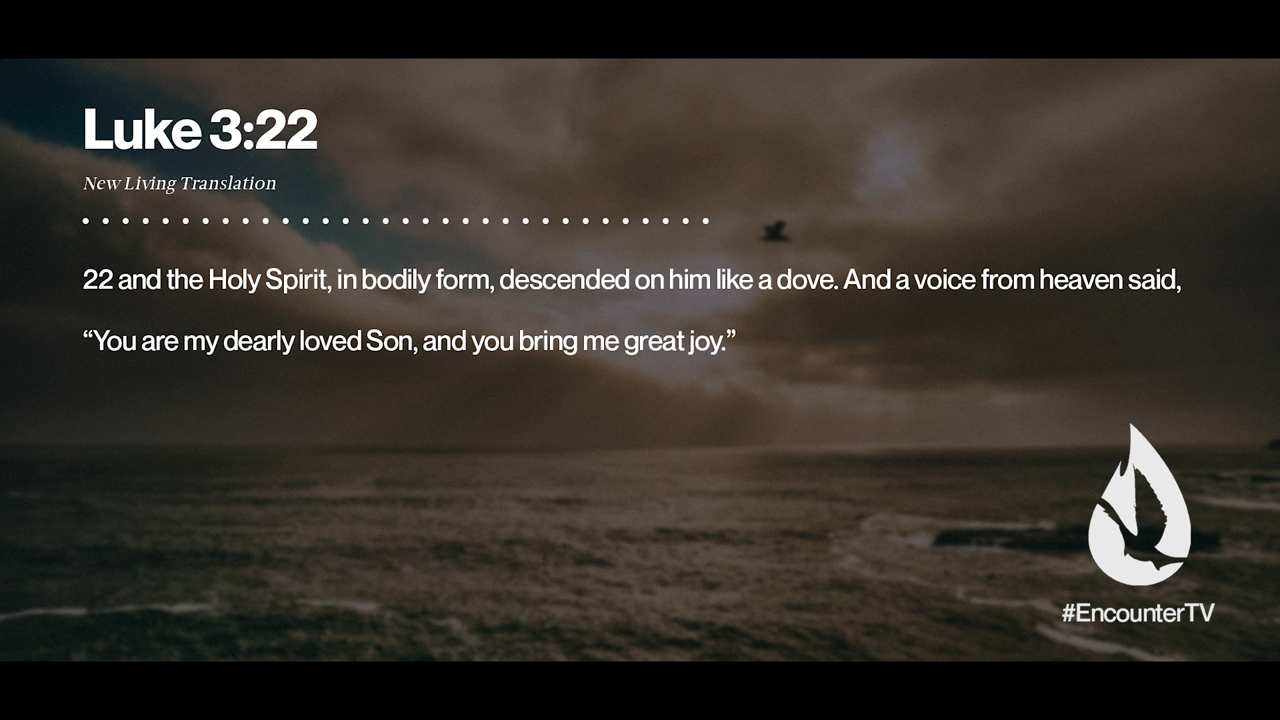 Luke 3:22
New Living Translation
22 and the Holy Spirit, in bodily form, descended on him like a dove. And a voice from heaven said,
“You are my dearly loved Son, and you bring me great joy.”
#EncounterTV